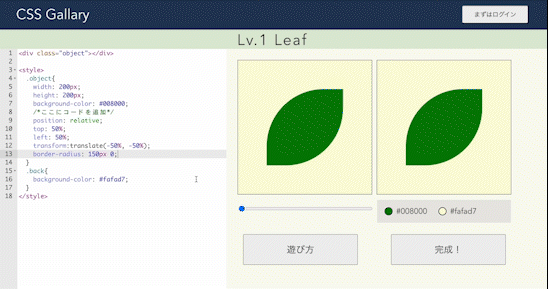 CSS Gallary
まずはログイン
Lv.1 Leaf
1 <div class="object"></div>
2
3 <style>
4 .object{
5 width: 200px;
6 height: 200px;
7 background-color: #008000;
8 /*ここにコードを追加*/
9 position: relative;
10 top: 50%;
11 left: 50%;
12 transform:translate(-50%, -50%);
13 border-radius: 150px 0;
14 }
15 .back{
16 background-color: #fafad7;
17 }
18 </style>
#008000 #fafad7
遊び方
完成！